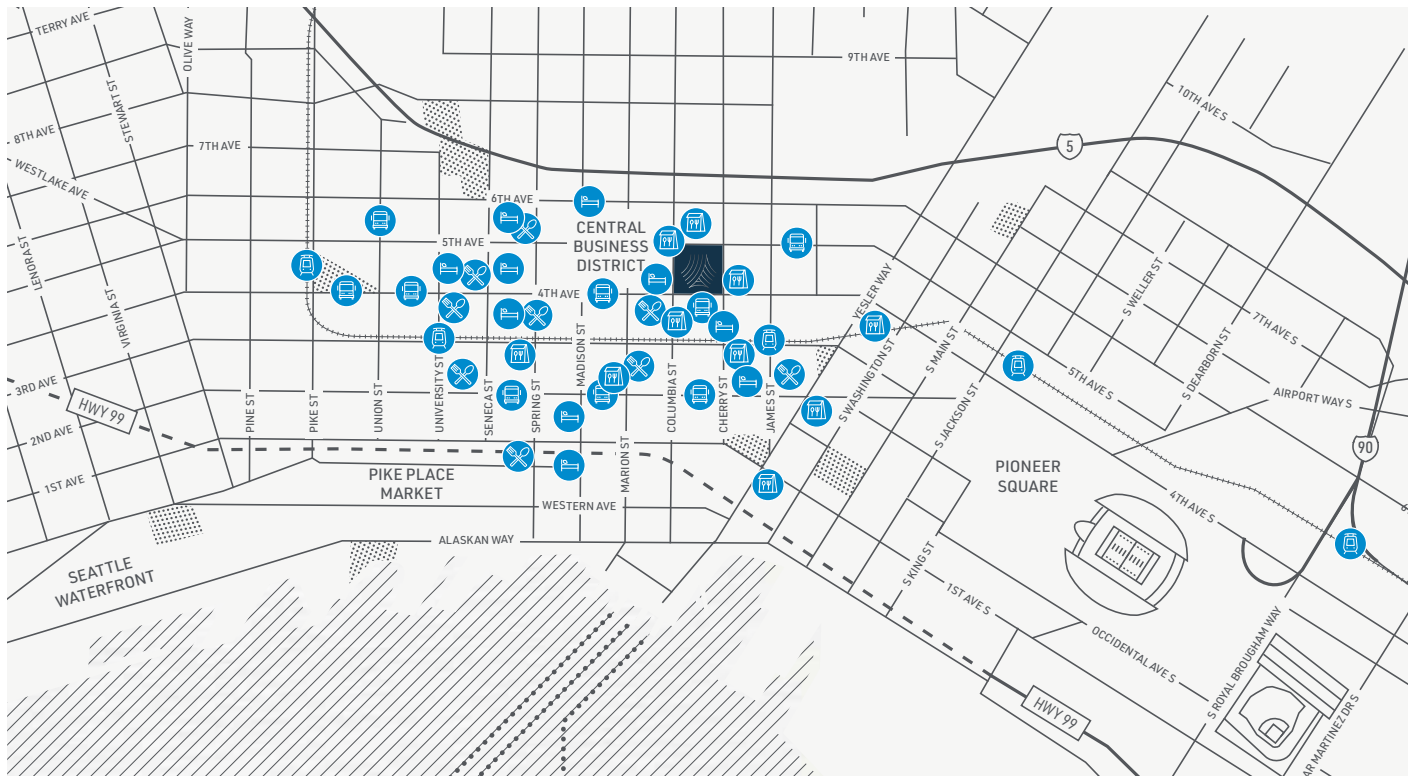 TERRY AVE
OLIVE WAY
9TH AVE
STEWART ST
8TH AVE
7TH AVE
WESTLAKE AVE
10TH AVE S
5
6TH AVE
CENTRAL
BUSINESS
DISTRICT
5TH AVE
4TH AVE
LENORA ST
VIRGINIA ST
YESLER WAY
S WELLER ST
7TH AVE S
S MAIN ST
S WASHINGTON ST
S DEARBORN ST
5TH AVE S
AIRPORT WAY S
S JACKSON ST
3RD AVE
HWY 99
2ND AVE
1ST AVE
PINE ST
PIKE ST
UNION ST
UNIVERSITY ST
SENECA ST
SPRING ST
MADISON ST
MARION ST
COLUMBIA ST
CHERRY ST
JAMES ST
90
PIKE PLACE
MARKET
PIONEER
SQUARE
WESTERN AVE
ALASKAN WAY
4TH AVE S
6
SEATTLE
WATERFRONT
S KING ST
1ST AVE S
OCCIDENTAL AVE S
S ROYAL BROUGHAM WAY
HWY 99
AR MARTINEZ DR S